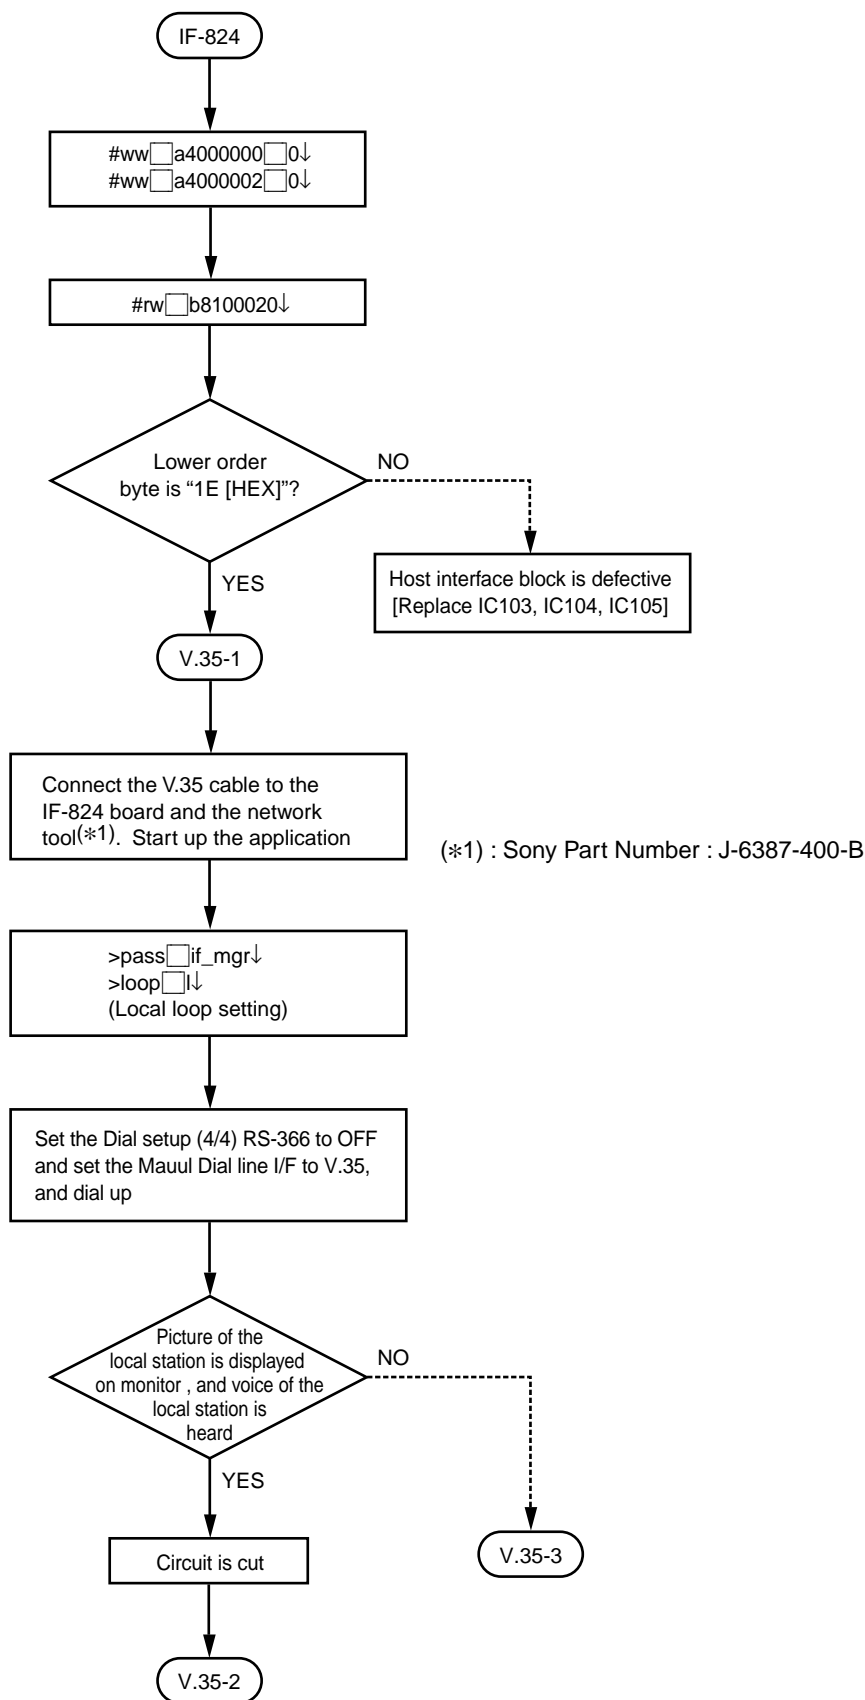 IF-824
#ww□a4000000□0↓
#ww□a4000002□0↓
#rw□b8100020↓
Lower order
byte is “1E [HEX]”?
NO
YES
Host interface block is defective
[Replace IC103, IC104, IC105]
V.35-1
Connect the V.35 cable to the
IF-824 board and the network
tool(*1). Start up the application
(*1) : Sony Part Number : J-6387-400-B
>pass□if_mgr↓
>loop□l↓
(Local loop setting)
Set the Dial setup (4/4) RS-366 to OFF
and set the Mauul Dial line I/F to V.35,
and dial up
Picture of the
local station is displayed
on monitor , and voice of the
local station is
heard
NO
YES
Circuit is cut
V.35-3
V.35-2